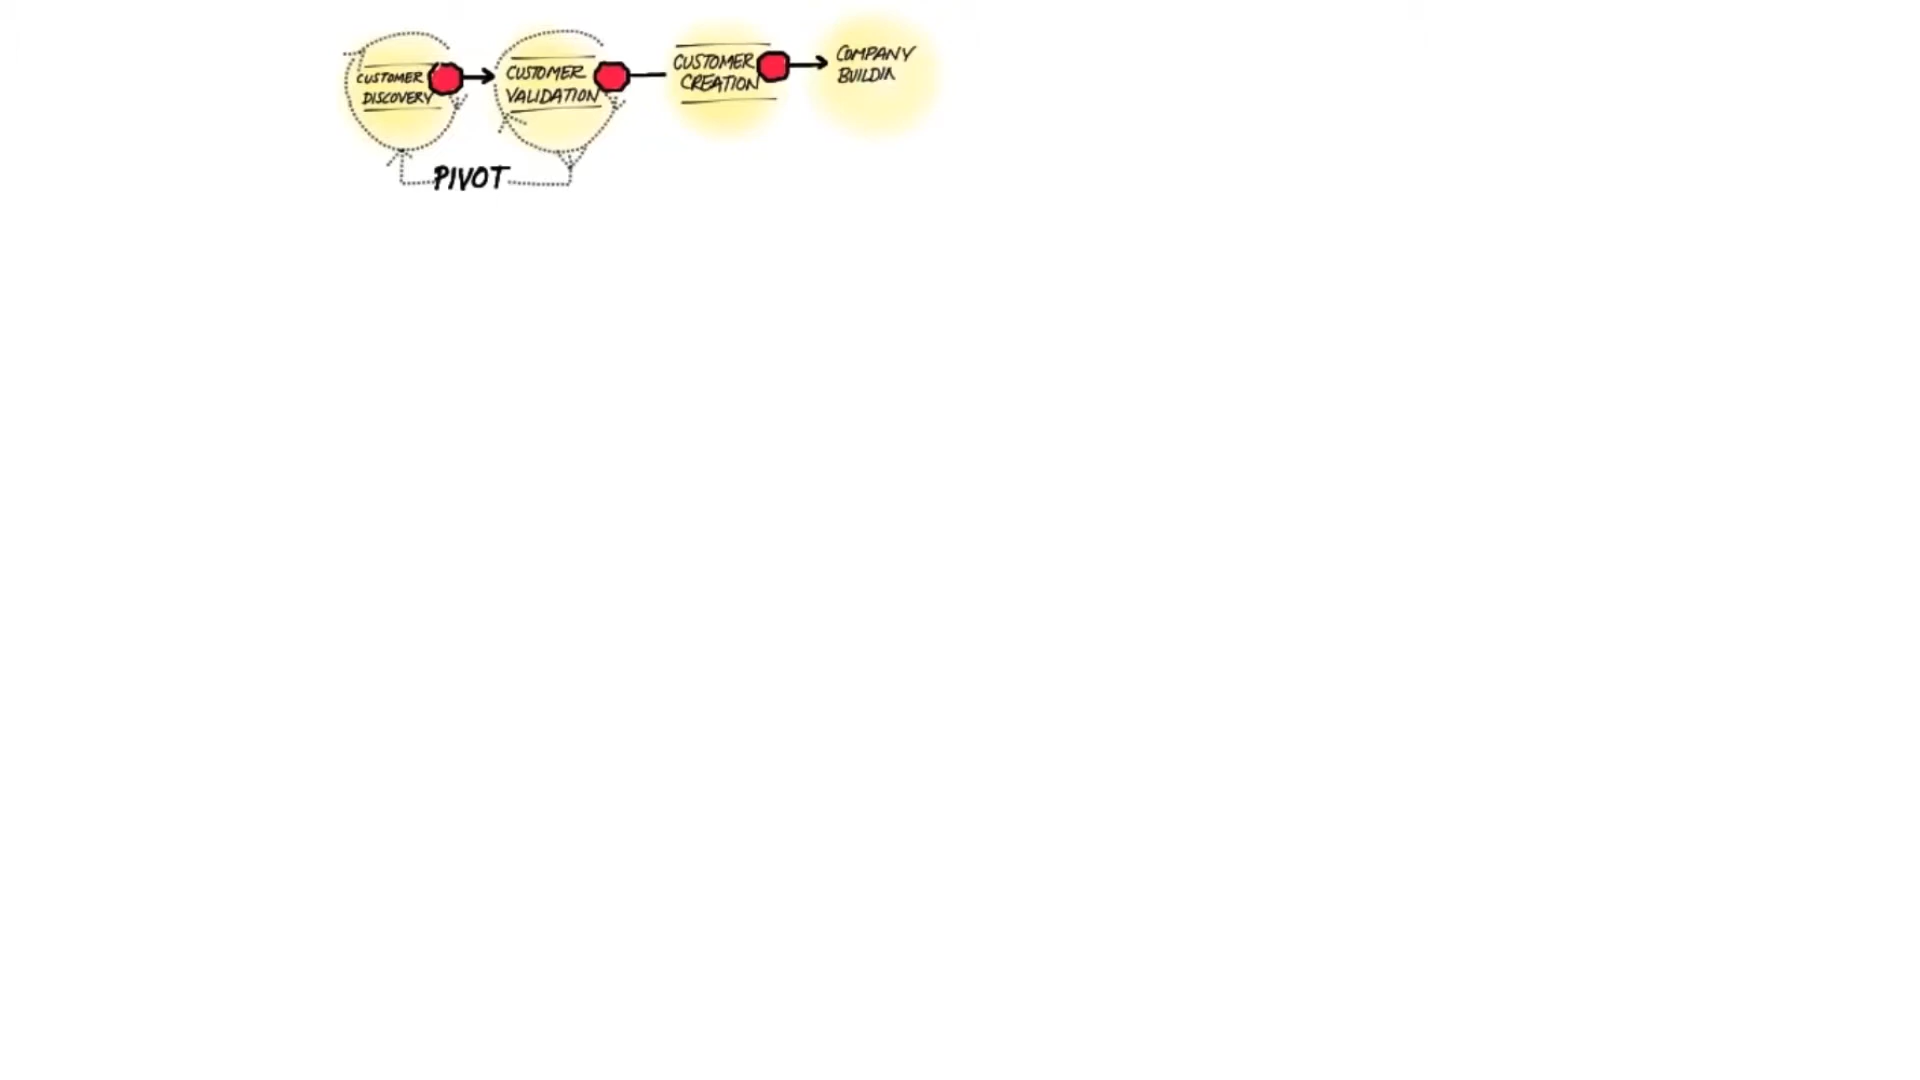 CUSTOMER
DISCOVERY
CUSTOMER
VALIDATION
CUSTOMER
CREATION
COMPANY
BUILDIN
PIVOT